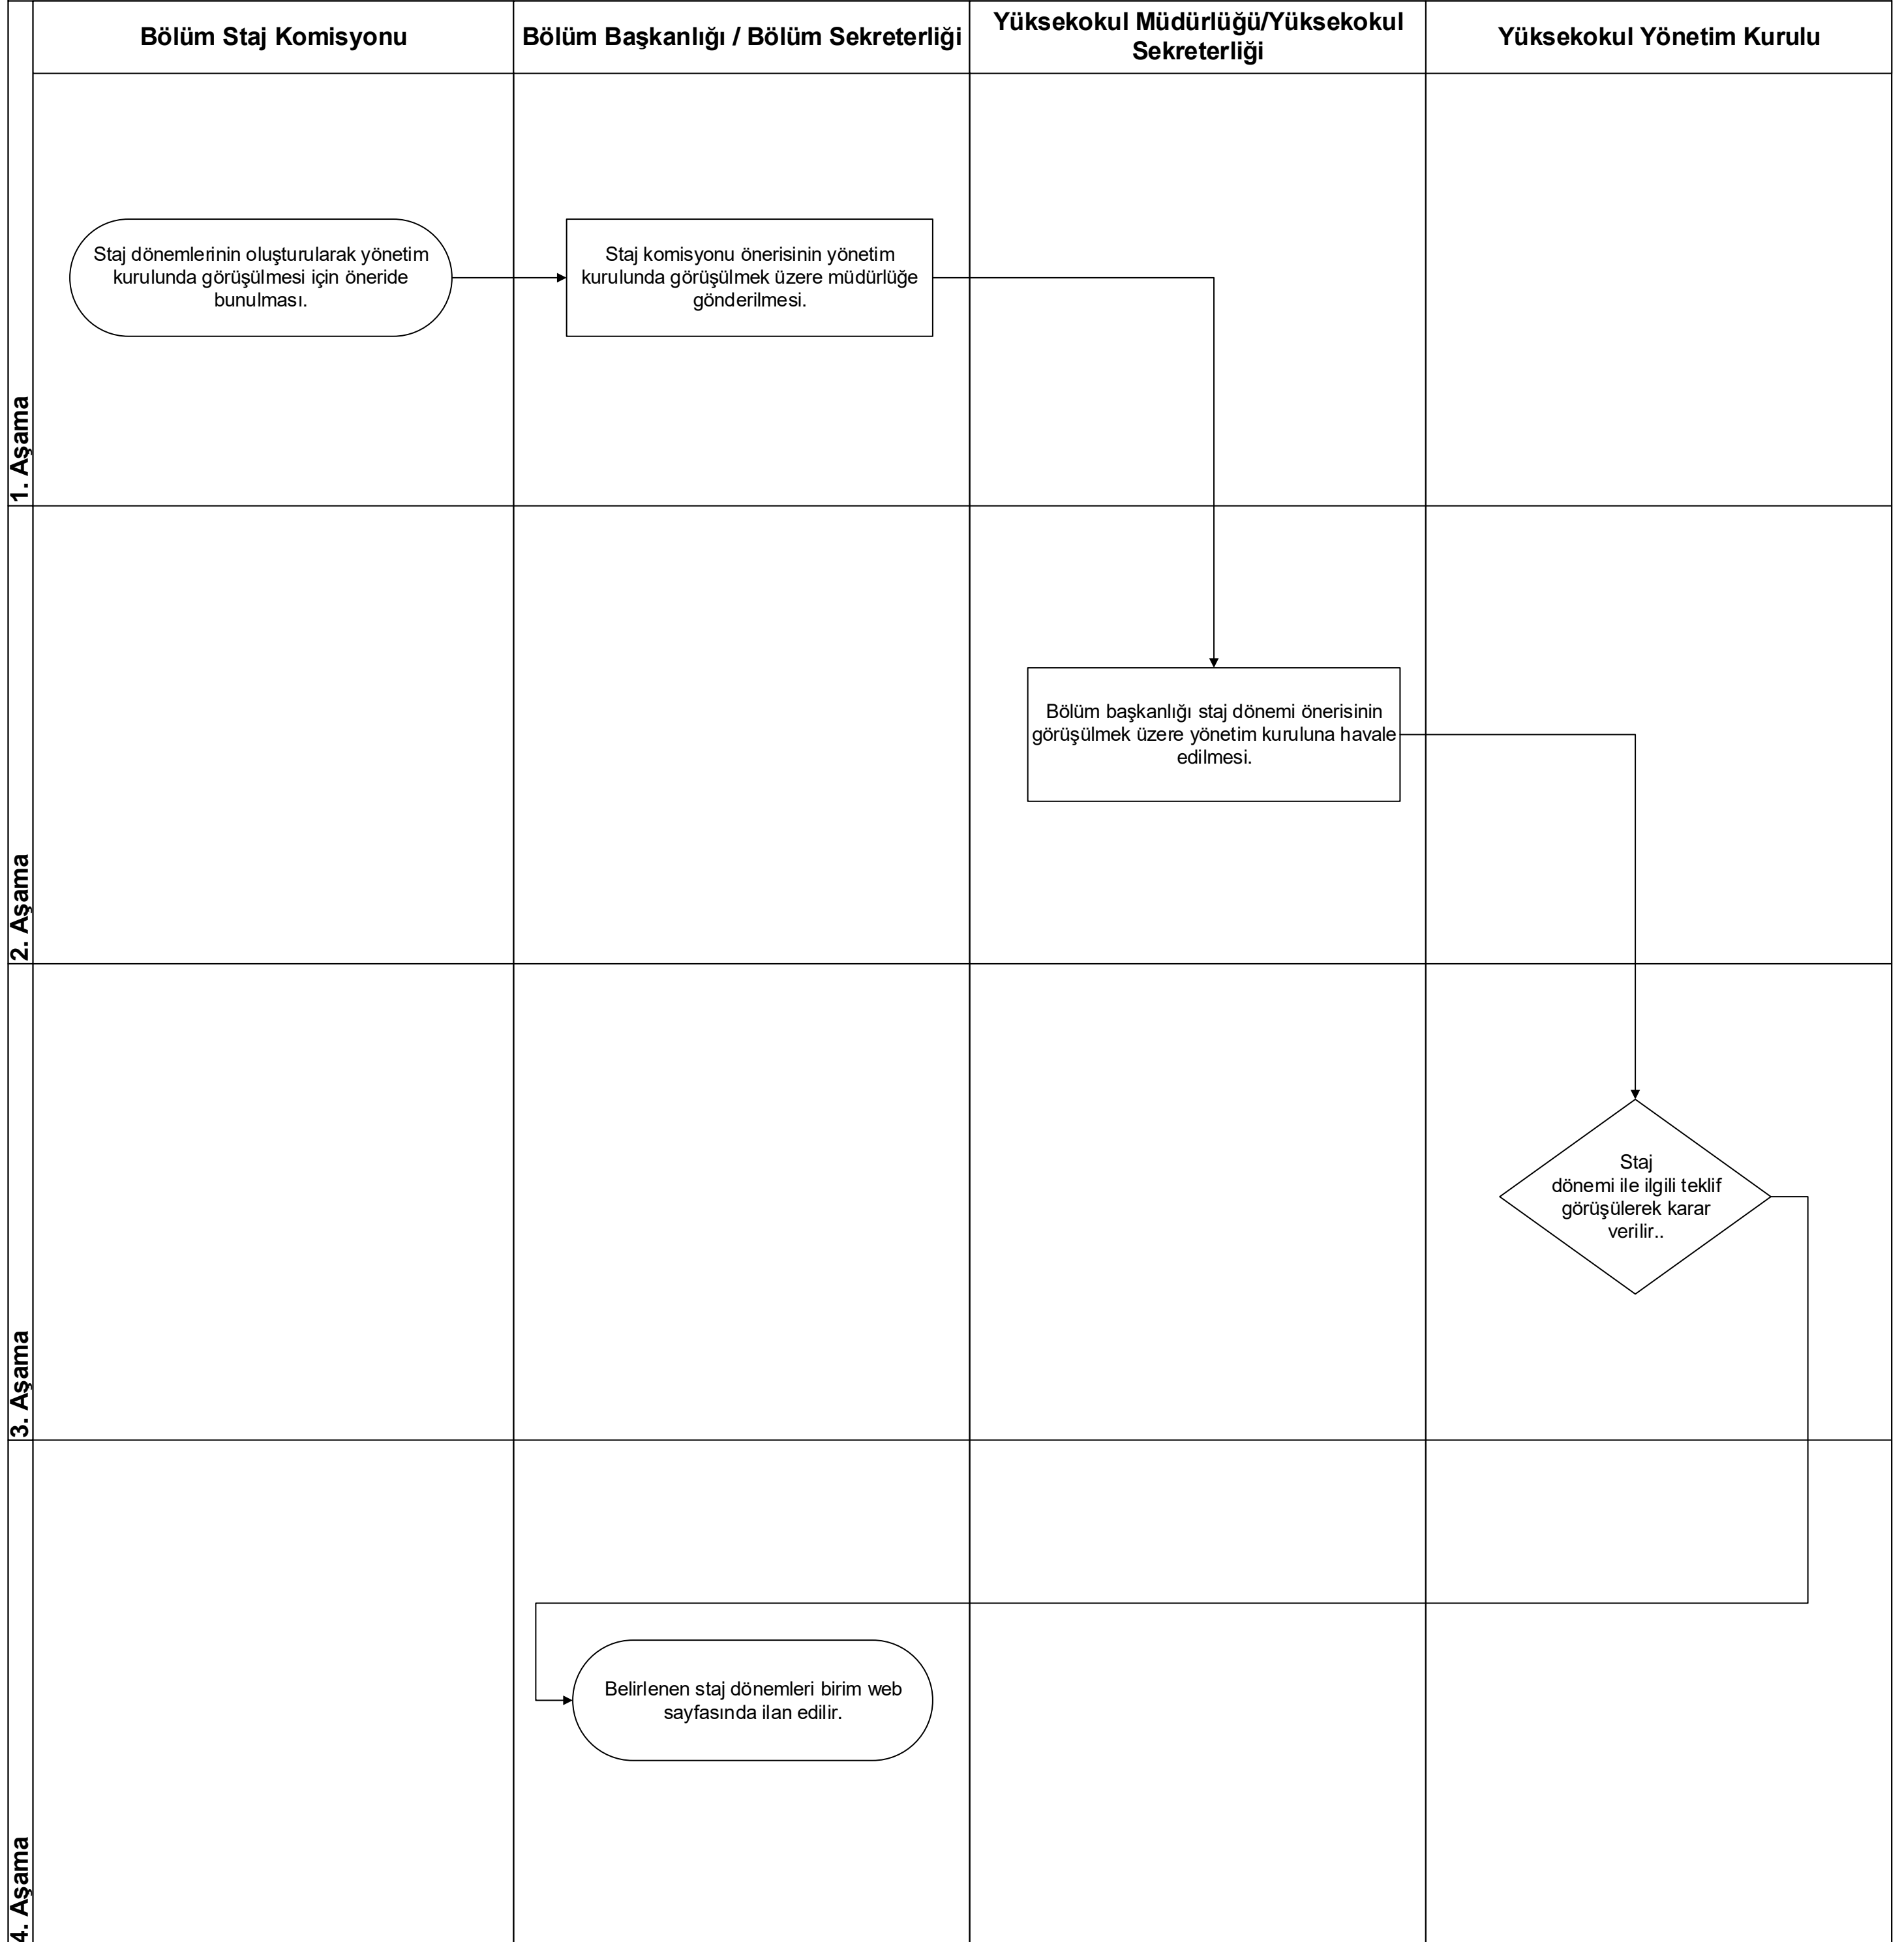 Bölüm Staj Komisyonu
Bölüm Başkanlığı / Bölüm Sekreterliği
Yüksekokul Müdürlüğü/Yüksekokul
Sekreterliği
Yüksekokul Yönetim Kurulu
1. Aşama
Staj dönemlerinin oluşturularak yönetim
kurulunda görüşülmesi için öneride
bunulması.
Staj komisyonu önerisinin yönetim
kurulunda görüşülmek üzere müdürlüğe
gönderilmesi.
2. Aşama
Bölüm başkanlığı staj dönemi önerisinin
görüşülmek üzere yönetim kuruluna havale
edilmesi.
3. Aşama
Staj
dönemi ile ilgili teklif
görüşülerek karar
verilir..
4. Aşama
Belirlenen staj dönemleri birim web
sayfasında ilan edilir.